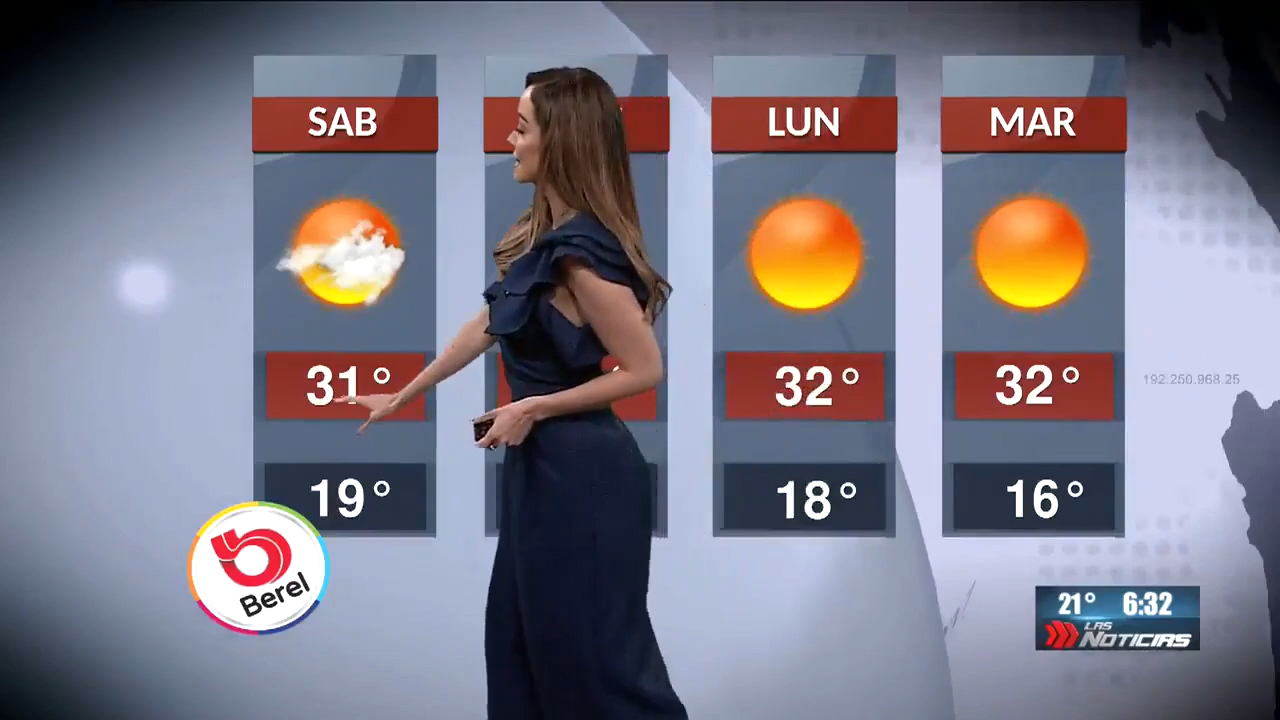 SAB
LUN
MAR
31°
32°
32°
19°
18°
16°
192.250.968.25
Berel
21° 6:32
LAS
NOTICIAS